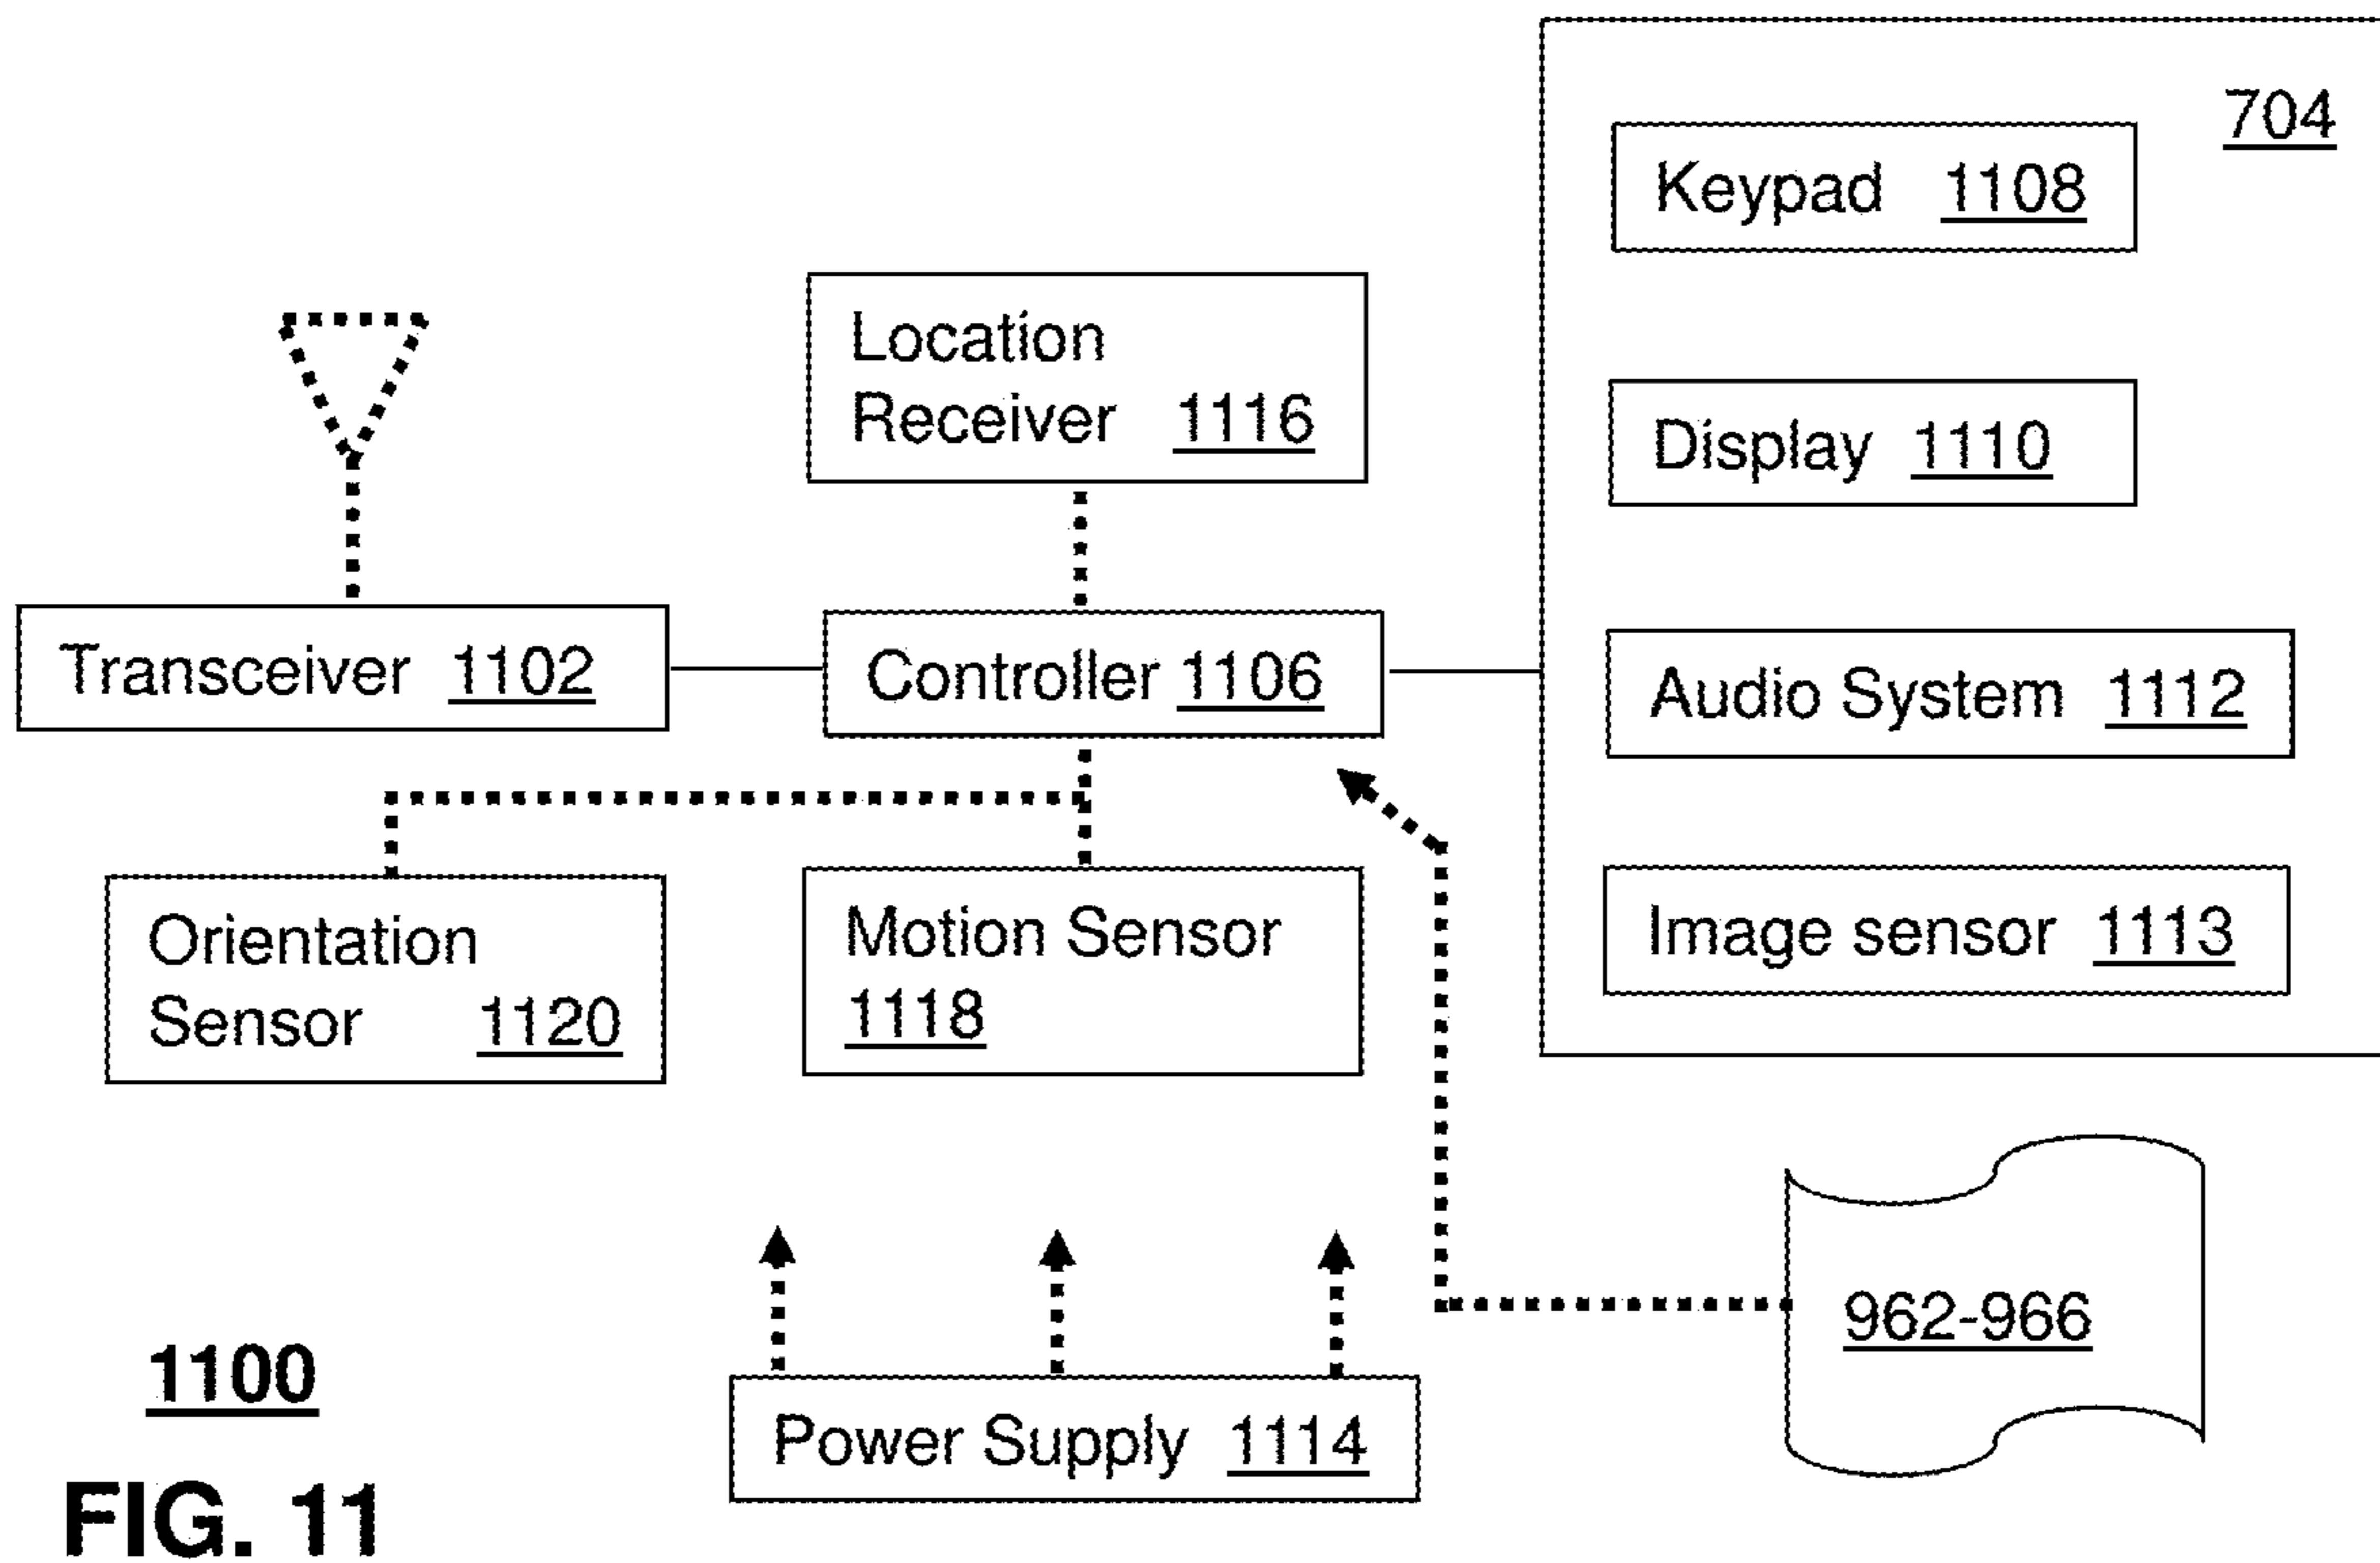 704
Keypad 1108
Location
Receiver 1116
Display 1110
Transceiver 1102
Controller 1106
Audio System 1112
Orientation
Sensor 1120
Motion Sensor
1118
Image sensor 1113
962-966
Power Supply 1114
1100
FIG. 11